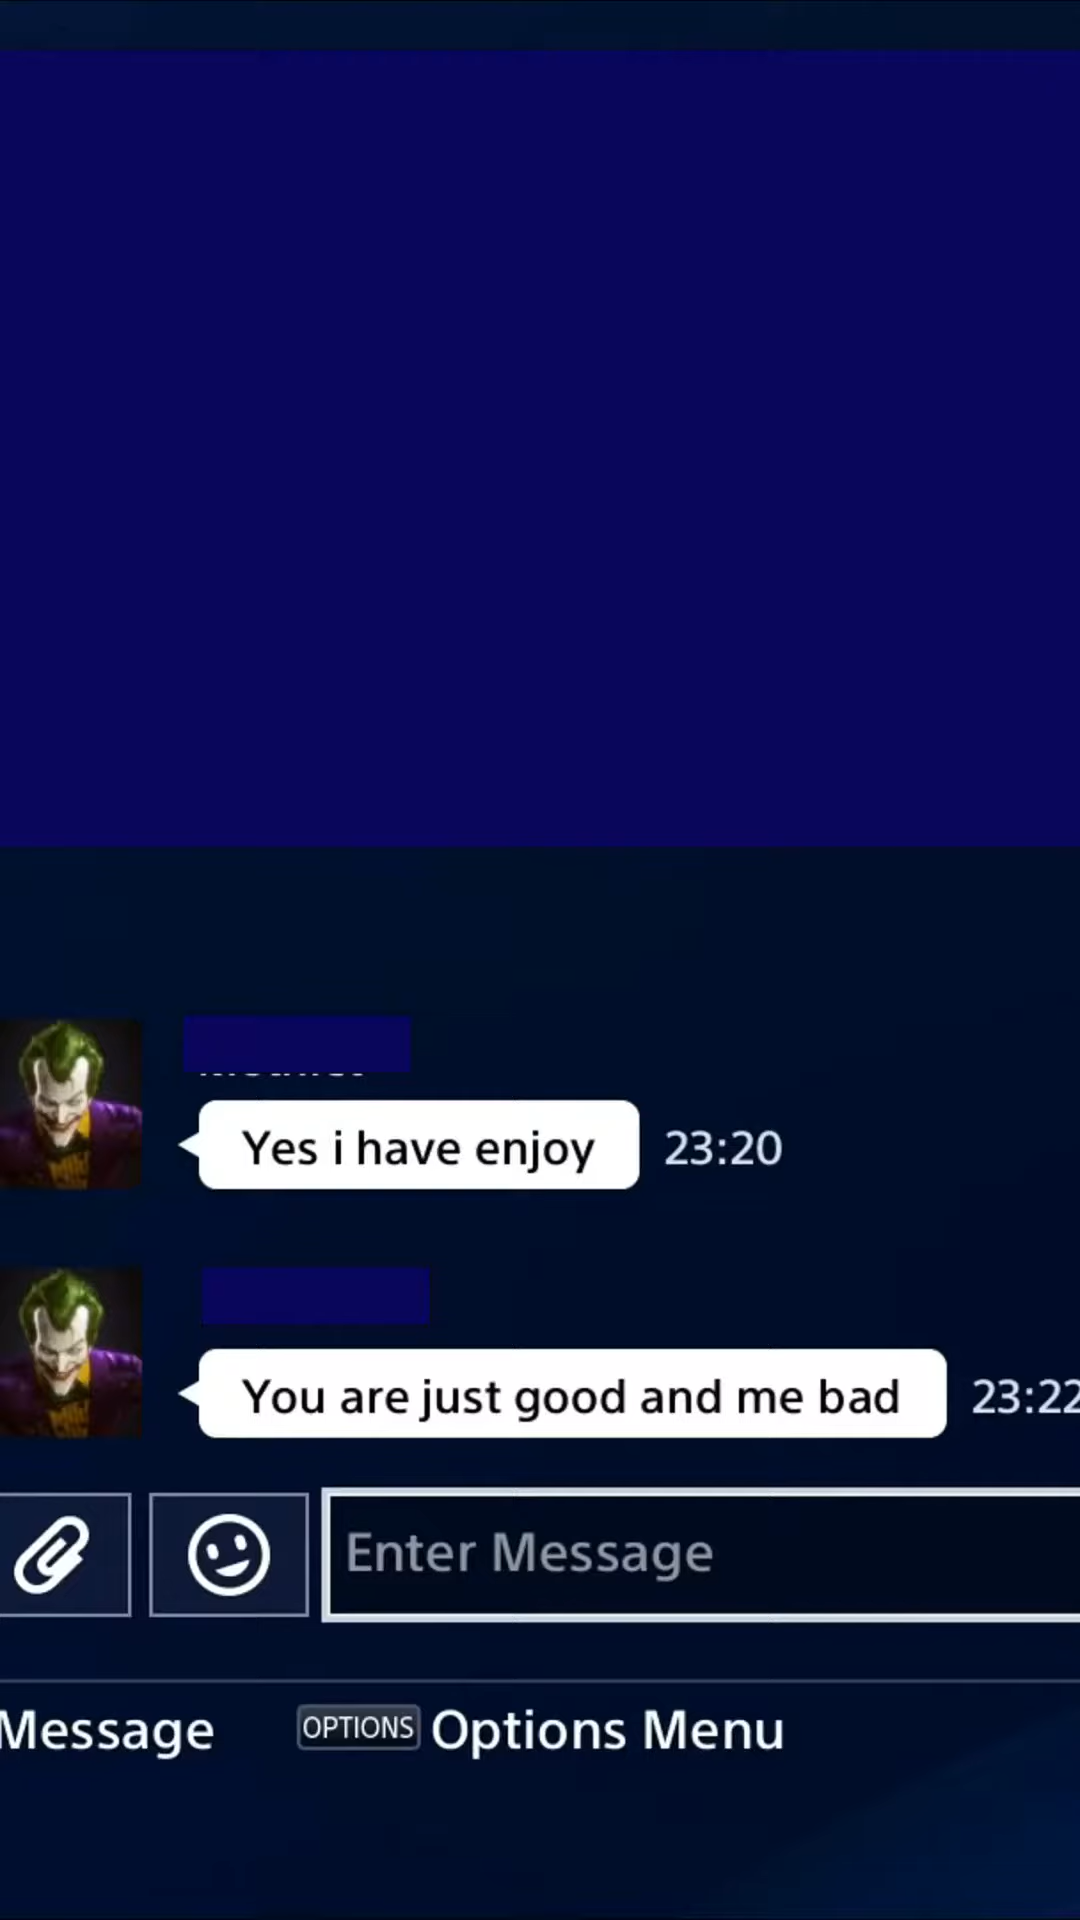 Yes i have enjoy
23:20
You are just good and me bad
23:22
Enter Message
Message
OPTIONS Options Menu